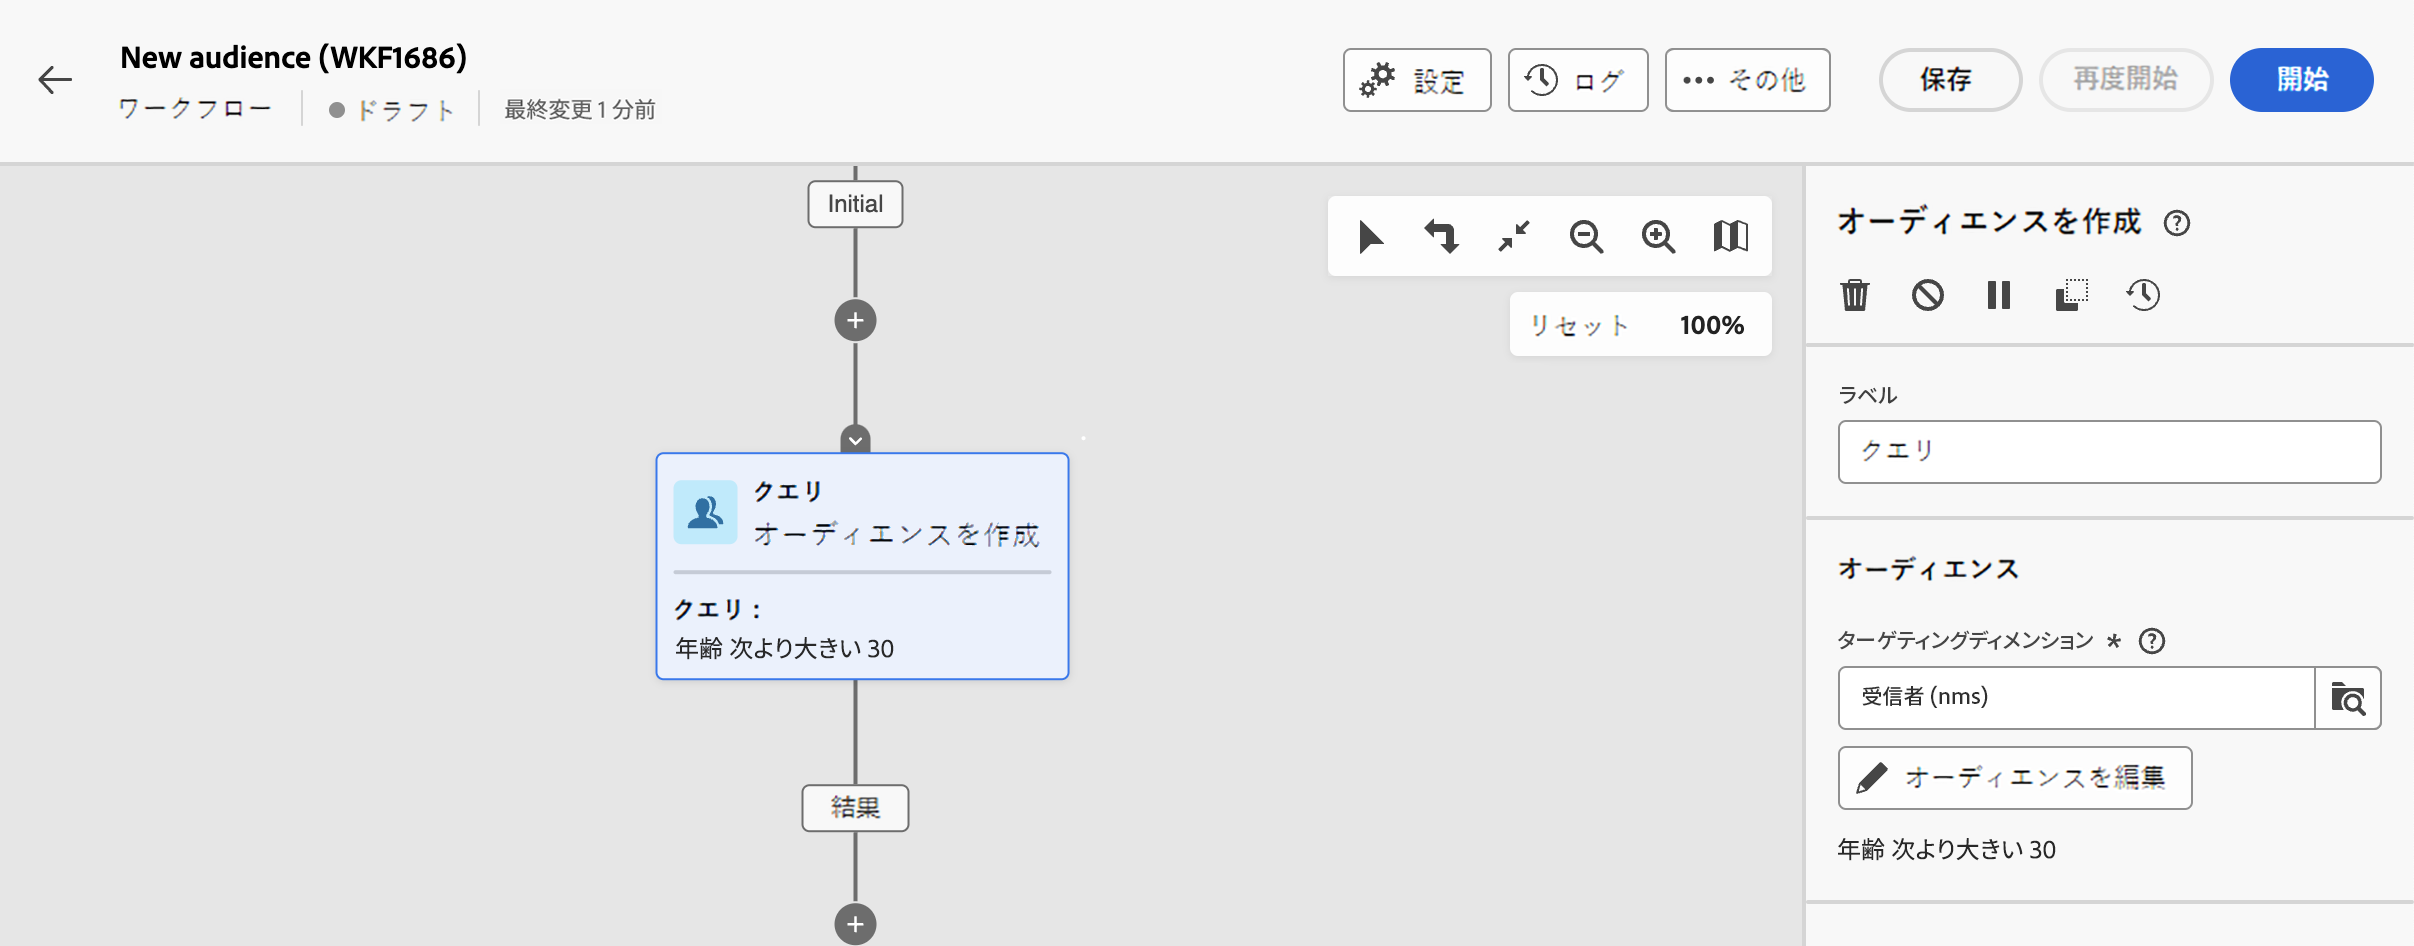 New audience (WKF1686)
ワークフロー
ドラフト
最終変更 1 分前
設定
ログ
その他
保存
再度開始
開始
Initial
リセット 100%
クエリ
オーディエンスを作成
クエリ：
年齢 次より大きい 30
結果
オーディエンスを作成
ラベル
クエリ
オーディエンス
ターゲティングディメンション *
受信者 (nms)
オーディエンスを編集
年齢 次より大きい 30